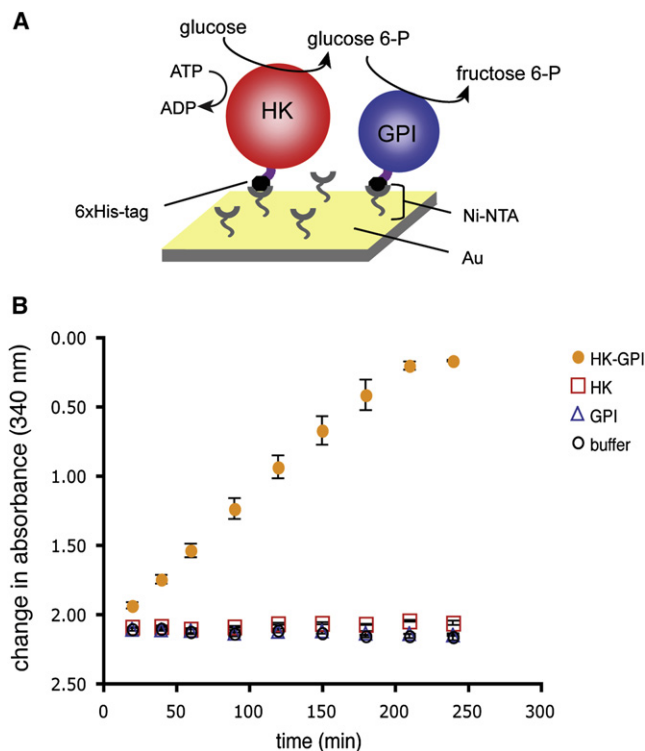 A
glucose
glucose 6-P
fructose 6-P
ATP
ADP
HK
GPI
6xHis-tag
Ni-NTA
Au
B
change in absorbance (340 nm)
0.00
0.50
1.00
1.50
2.00
2.50
0
50
100
150
200
250
300
time (min)
HK-GPI
HK
GPI
buffer